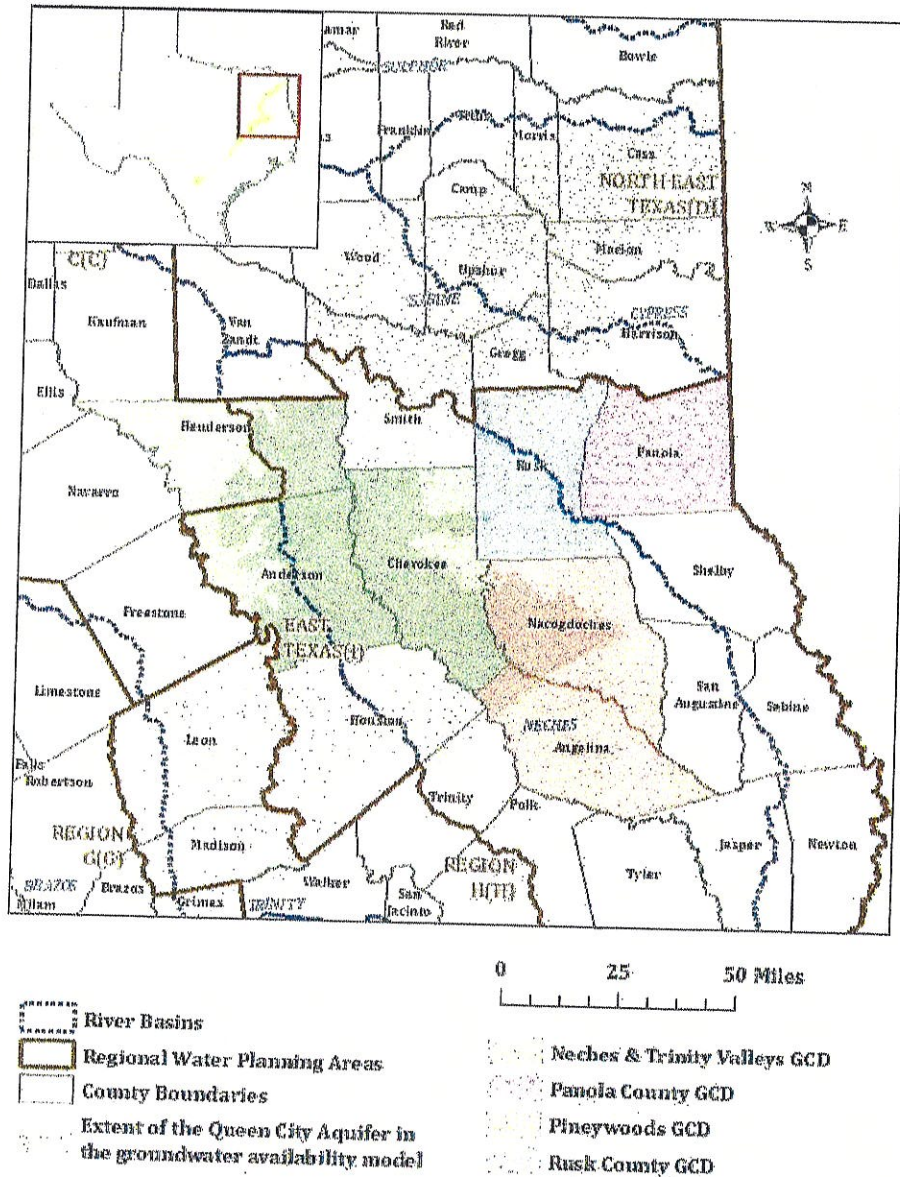 amar
Red
River
Bowie
SULPHUR
Franklin
Titus
Morris
Cass
NORTH EAST
TEXAS(D)
Camp
Marion
C(C)
Wood
Upshur
N
W
E
S
Dallas
Kaufman
Van
Zandt
SABINE
CYPRESS
Harrison
Gregg
Ellis
Henderson
Smith
Rusk
Panola
Navarro
Anderson
Cherokee
Shelby
Freestone
EAST
TEXAS(I)
Nacogdoches
Limestone
San
Augustine
Sabine
Leon
Houston
NECHES
Angelina
Falls
Robertson
Trinity
Polk
REGION
G(G)
Madison
REGION
H(H)
Jasper
Newton
Walker
Tyler
BRAZOS
Milam
Brazos
Grimes
TRINITY
San
Jacinto
0 25 50 Miles
River Basins
Regional Water Planning Areas
County Boundaries
Extent of the Queen City Aquifer in
the groundwater availability model
Neches & Trinity Valleys GCD
Panola County GCD
Pineywoods GCD
Rusk County GCD